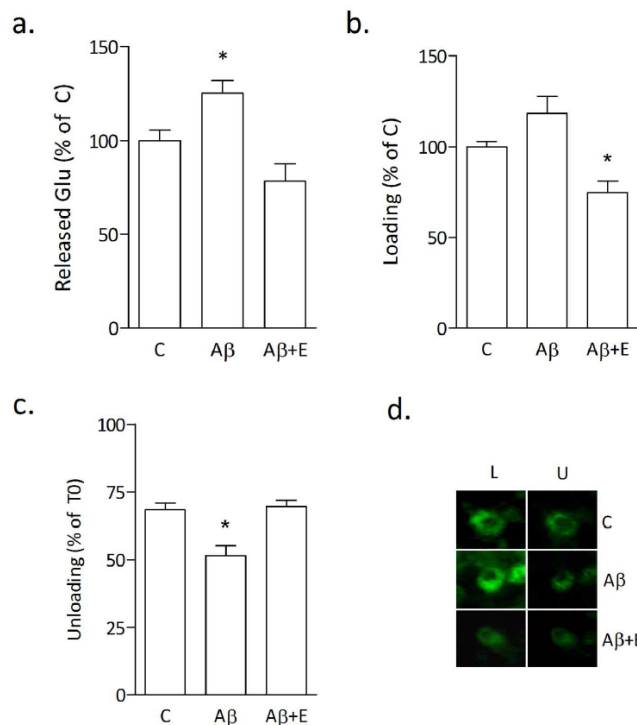 a.
Released Glu (% of C)
150
100
50
0
*
C Aβ Aβ+E
b.
Loading (% of C)
150
100
50
0
*
C Aβ Aβ+E
c.
Unloading (% of T0)
100
75
50
25
0
*
C Aβ Aβ+E
d.
L U
C
Aβ
Aβ+E